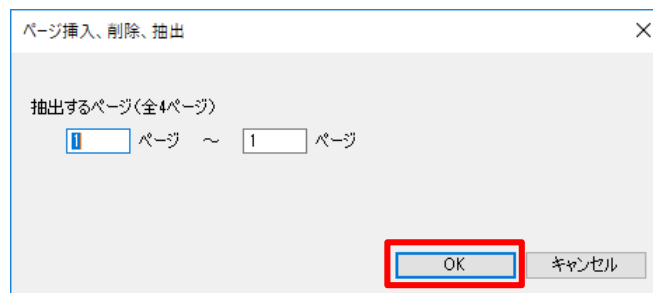 ページ挿入、削除、抽出
抽出するページ(全4ページ)
1 ページ ～ 1 ページ
OK キャンセル